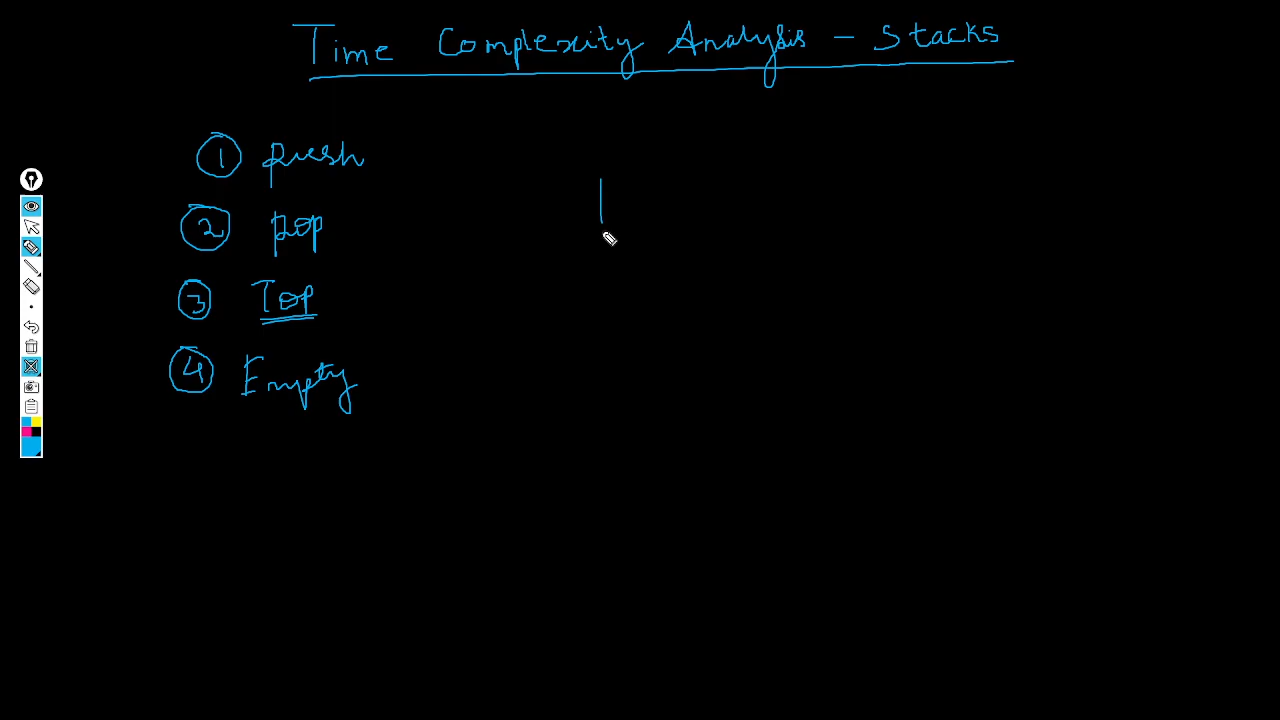 Time Complexity Analysis - Stacks
① push
② pop
③ Top
④ Empty